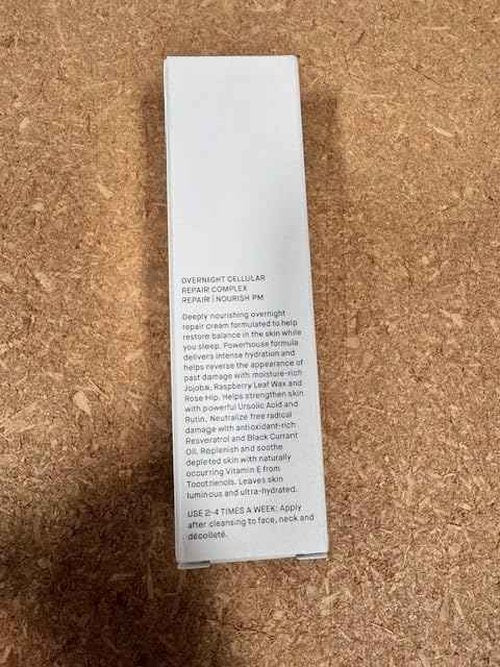 OVERNIGHT CELLULAR
REPAIR COMPLEX
REPAIR | NOURISH PM
Deeply nourishing overnight
repair cream formulated to help
restore balance in the skin while
you sleep. Powerhouse formula
delivers intense hydration and
helps reverse the appearance of
past damage with moisture-rich
Jojoba, Raspberry Leaf Wax and
Rose Hip. Helps strengthen skin
with powerful Ursolic Acid and
Rutin. Neutralize free radical
damage with antioxidant-rich
Resveratrol and Black Currant
Oil. Replenish and soothe
depleted skin with naturally
occurring Vitamin E from
Tocotrienols. Leaves skin
luminous and ultra-hydrated.
USE 2-4 TIMES A WEEK: Apply
after cleansing to face, neck and
décolleté.